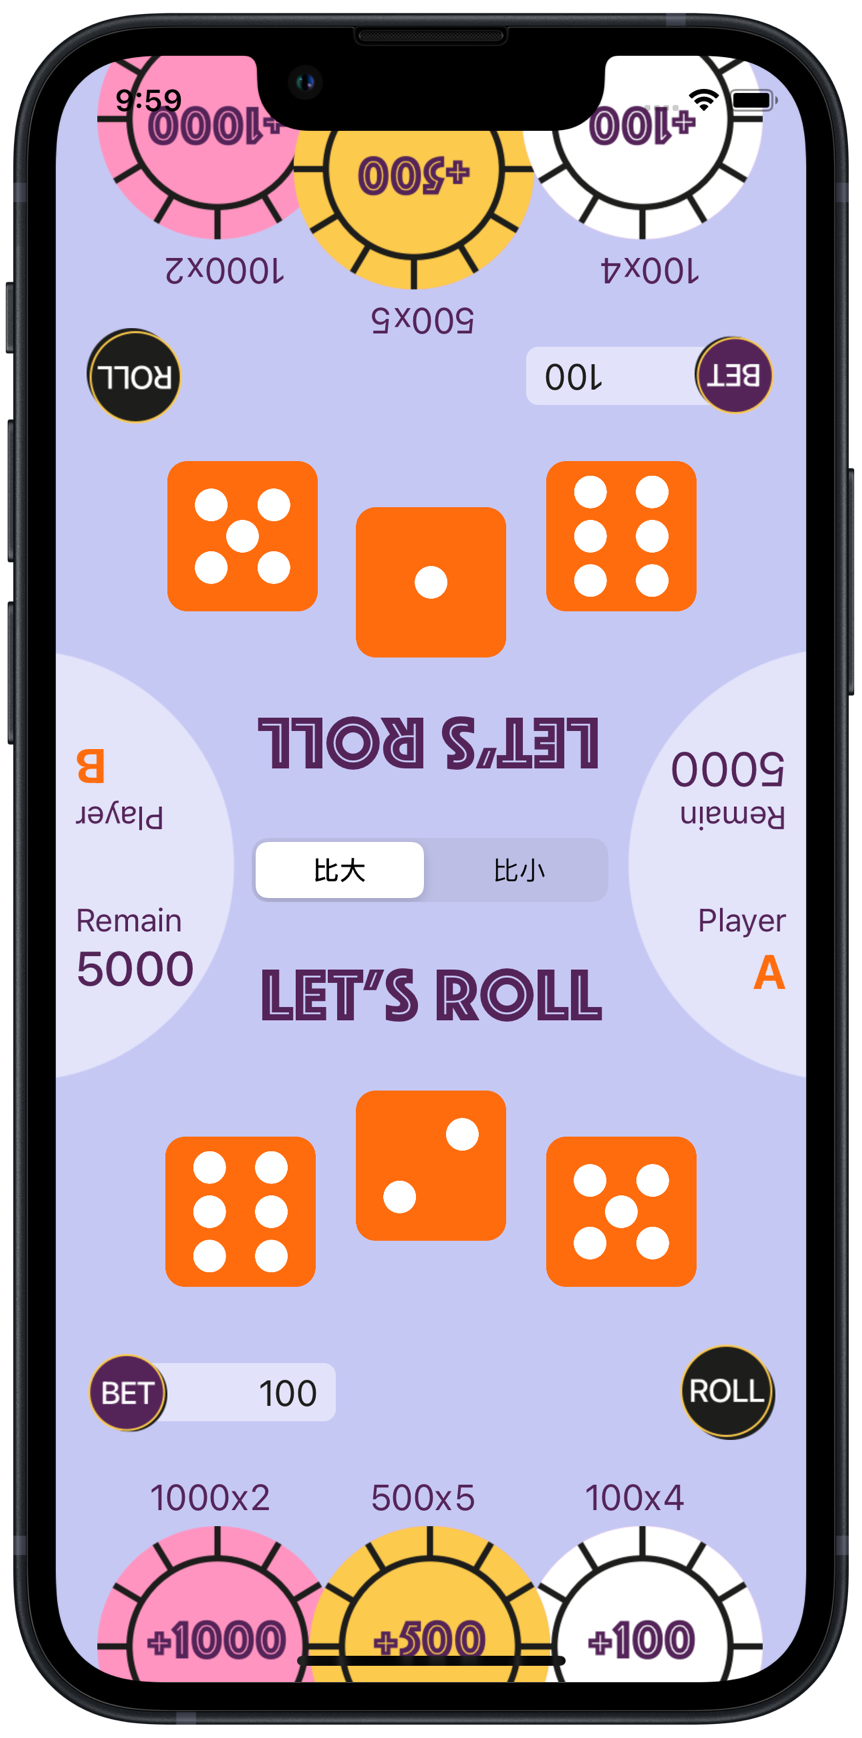 9:59
+1000
+500
+100
1000x2
500x5
100x4
ROLL
100
BET
LET'S ROLL
B
Player
5000
Remain
比大
比小
Remain
5000
Player
A
LET'S ROLL
BET
100
ROLL
1000x2
500x5
100x4
+1000
+500
+100